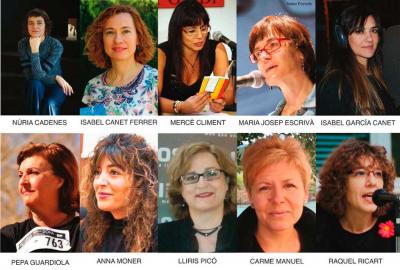 NÚRIA CADENES
ISABEL CANET FERRER
MERCÈ CLIMENT
MARIA JOSEP ESCRIVÀ
ISABEL GARCÍA CANET
763
PEPA GUARDIOLA
ANNA MONER
LLIRIS PICÓ
CARME MANUEL
RAQUEL RICART